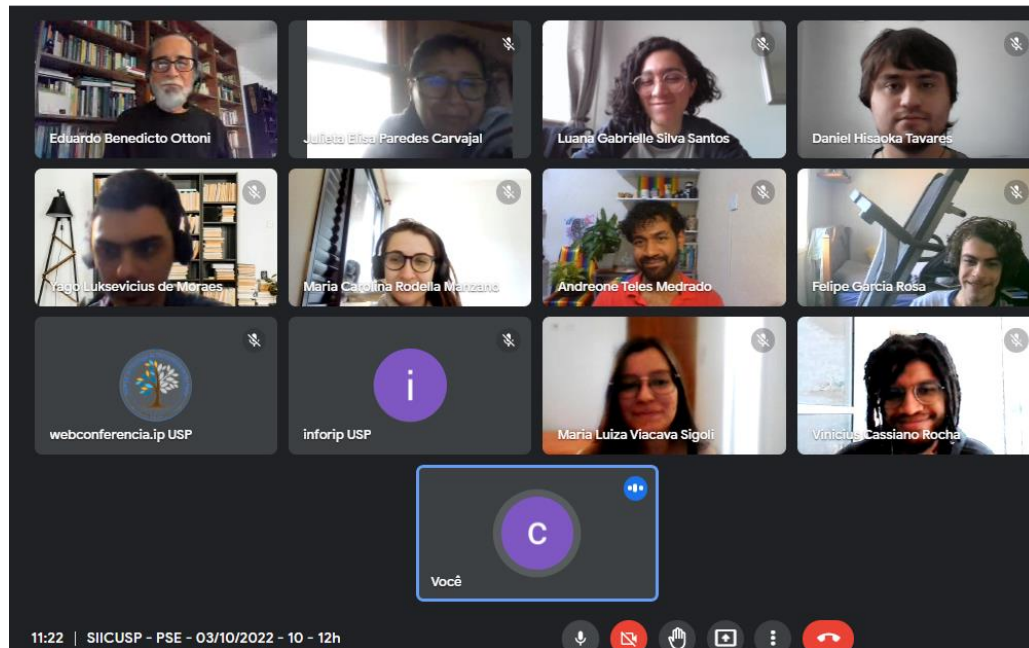 Eduardo Benedicto Ottoni
Julieta Elisa Paredes Carvajal
Luana Gabrielle Silva Santos
Daniel Hisaoka Tavares
Yago Luksevicius de Moraes
Maria Carolina Rodella Manzano
Andreone Teles Medrado
Felipe Garcia Rosa
webconferencia.ip USP
i
inforip USP
Maria Luiza Viacava Sigoli
Vinicius Cassiano Rocha
c
Você
11:22 | SIICUSP - PSE - 03/10/2022 - 10 - 12h